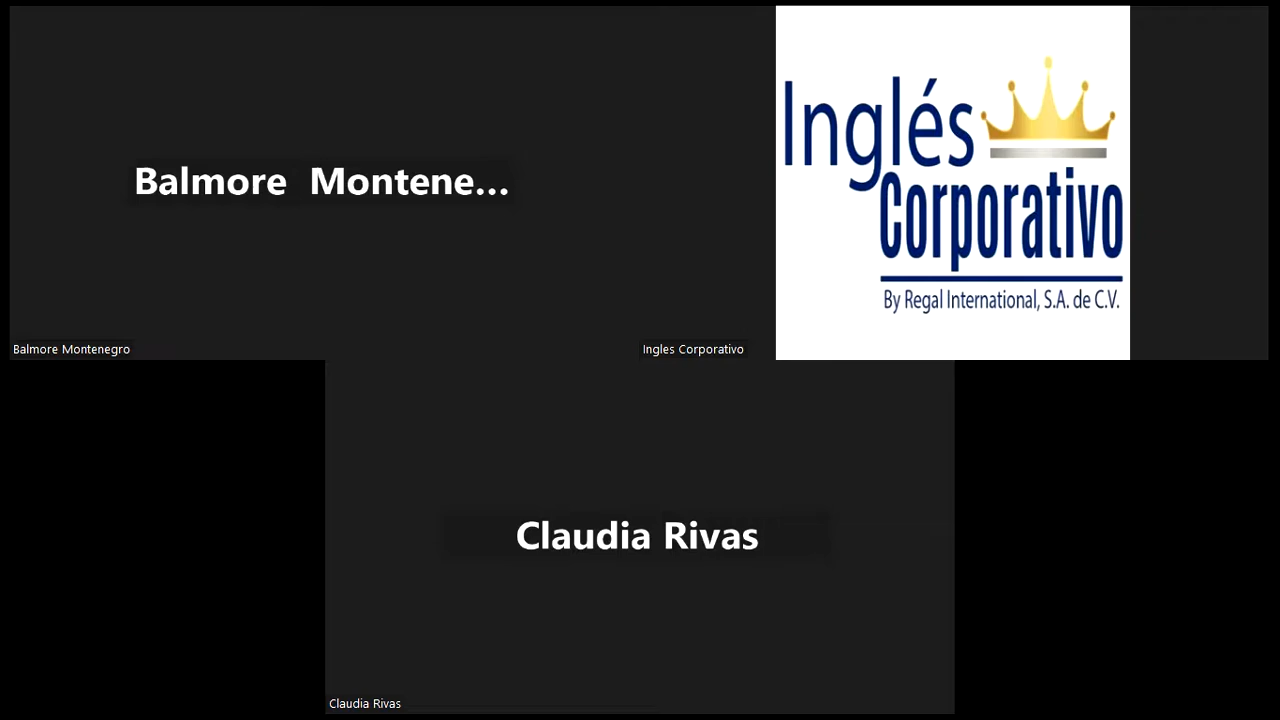 Balmore Montene...
Balmore Montenegro
Inglés
Corporativo
By Regal International, S.A. de C.V.
Ingles Corporativo
Claudia Rivas
Claudia Rivas